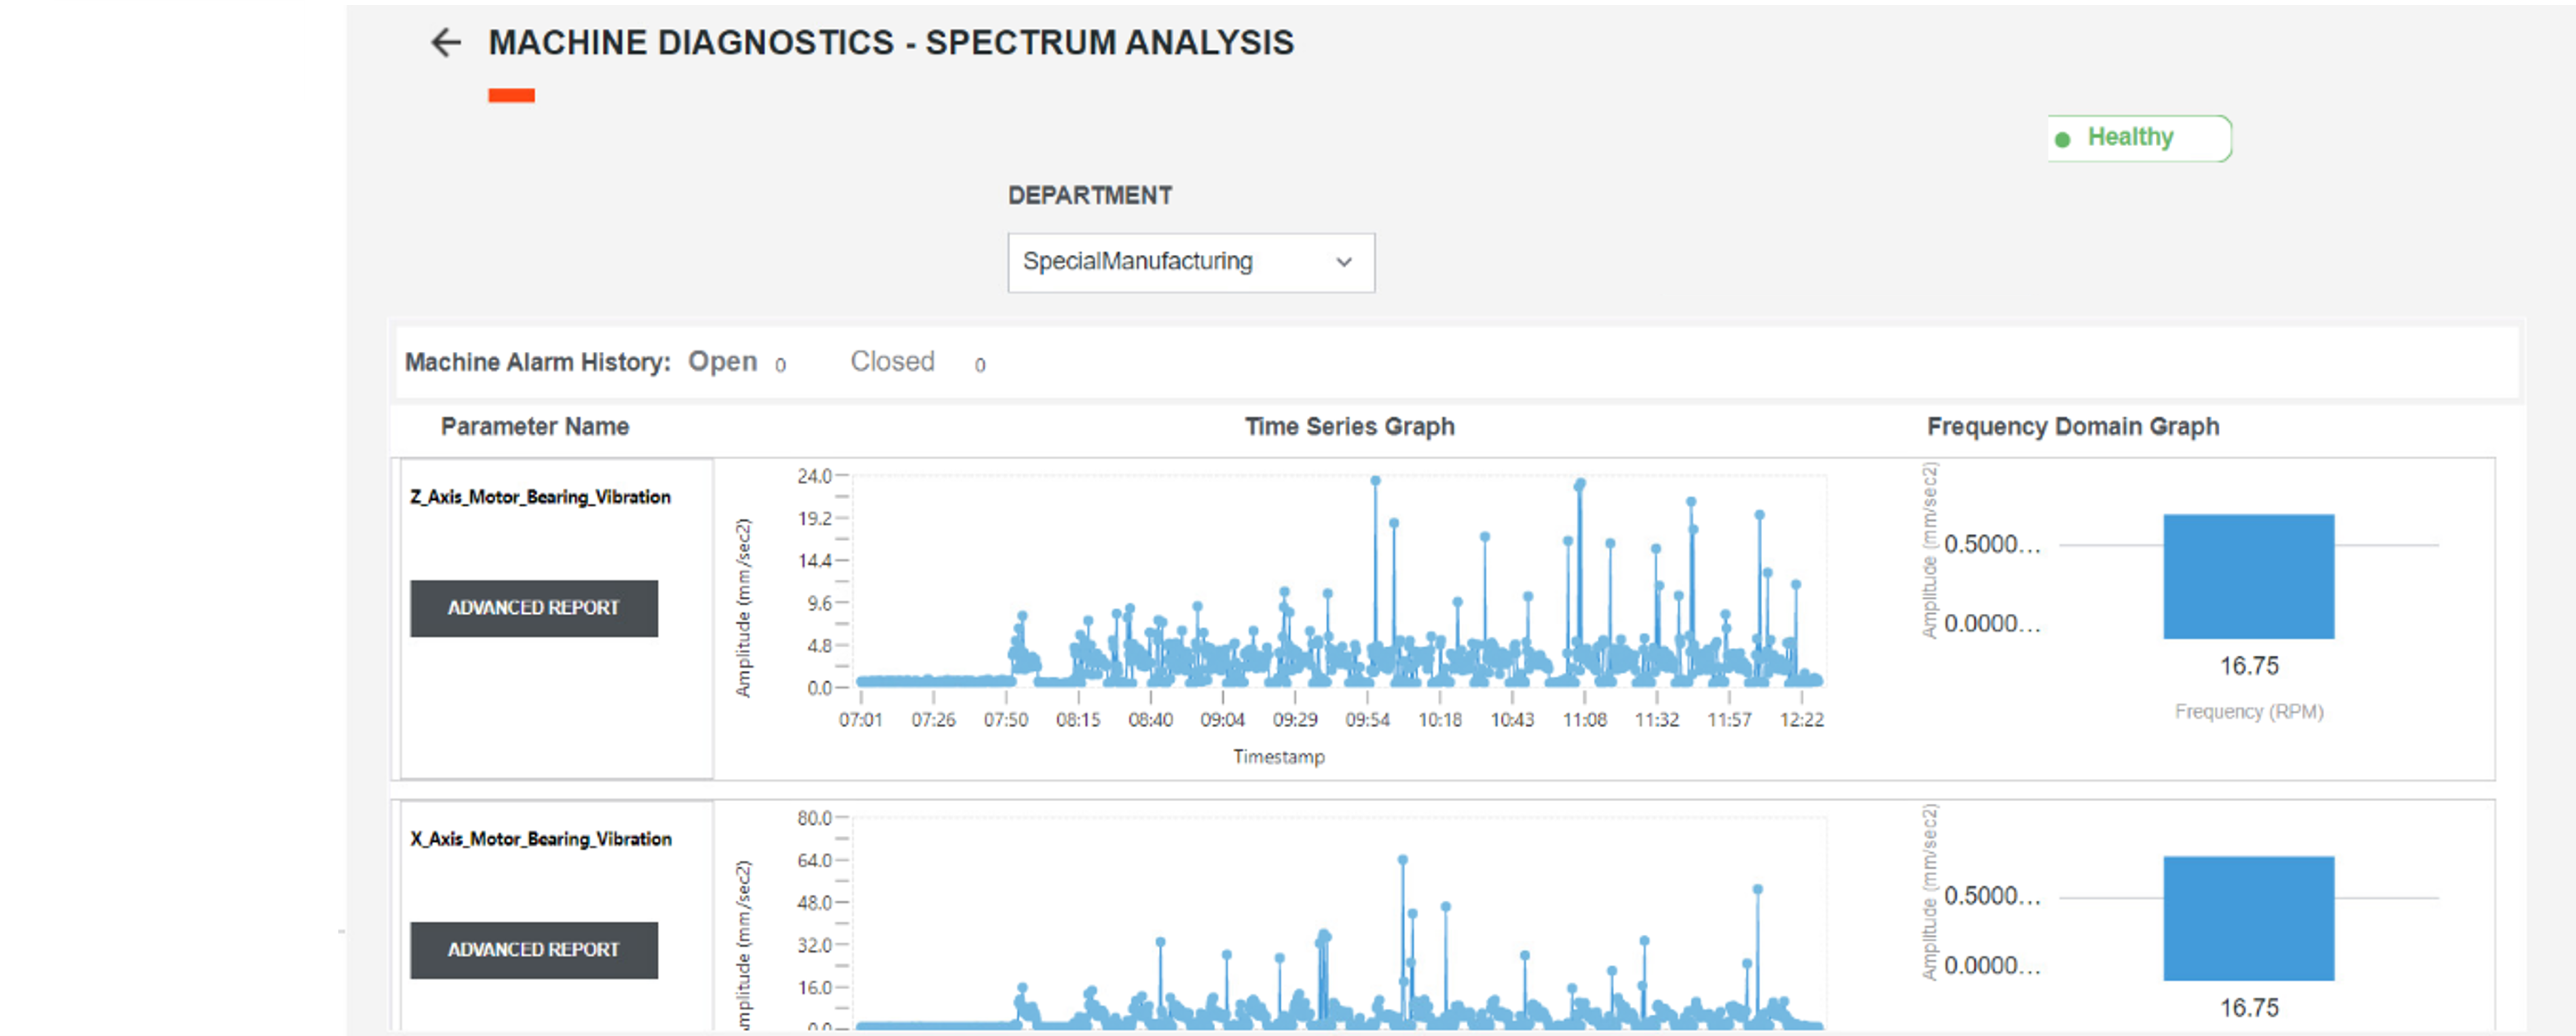 MACHINE DIAGNOSTICS - SPECTRUM ANALYSIS
Healthy
DEPARTMENT
SpecialManufacturing
Machine Alarm History: Open 0 Closed 0
Parameter Name Time Series Graph Frequency Domain Graph
Z_Axis_Motor_Bearing_Vibration
ADVANCED REPORT
Amplitude (mm/sec2)
24.0
19.2
14.4
9.6
4.8
0.0
07:01 07:26 07:50 08:15 08:40 09:04 09:29 09:54 10:18 10:43 11:08 11:32 11:57 12:22
Timestamp
Amplitude (mm/sec2)
0.5000...
0.0000...
16.75
Frequency (RPM)
X_Axis_Motor_Bearing_Vibration
ADVANCED REPORT
mplitude (mm/sec2)
80.0
64.0
48.0
32.0
16.0
0.0
Amplitude (mm/sec2)
0.5000...
0.0000...
16.75